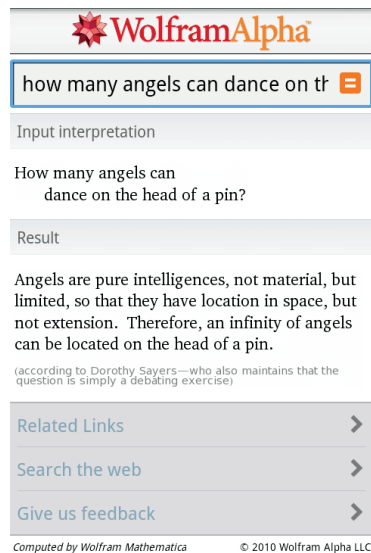 WolframAlpha
how many angels can dance on th
Input interpretation
How many angels can
dance on the head of a pin?
Result
Angels are pure intelligences, not material, but
limited, so that they have location in space, but
not extension. Therefore, an infinity of angels
can be located on the head of a pin.
(according to Dorothy Sayers—who also maintains that the
question is simply a debating exercise)
Related Links
Search the web
Give us feedback
Computed by Wolfram Mathematica © 2010 Wolfram Alpha LLC